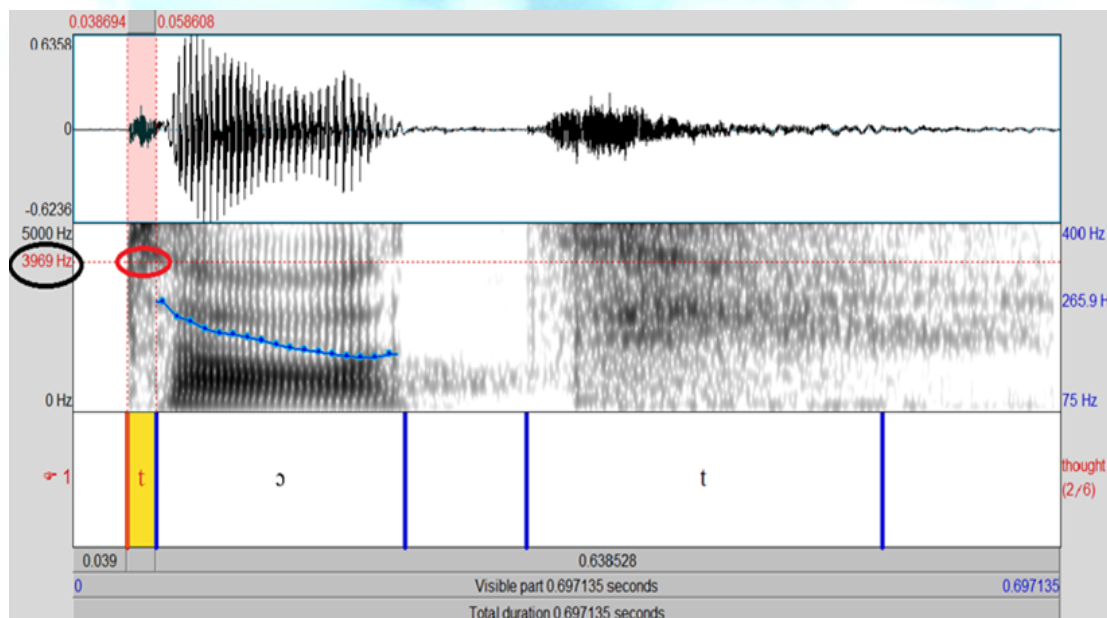 0.038694 0.058608
0.6358
0
-0.6236
5000 Hz 400 Hz
3969 Hz
265.9 H
0 Hz 75 Hz
1 t ɔ t thought
(2/6)
0.039 0.638528
0 Visible part 0.697135 seconds 0.697135
Total duration 0.697135 seconds